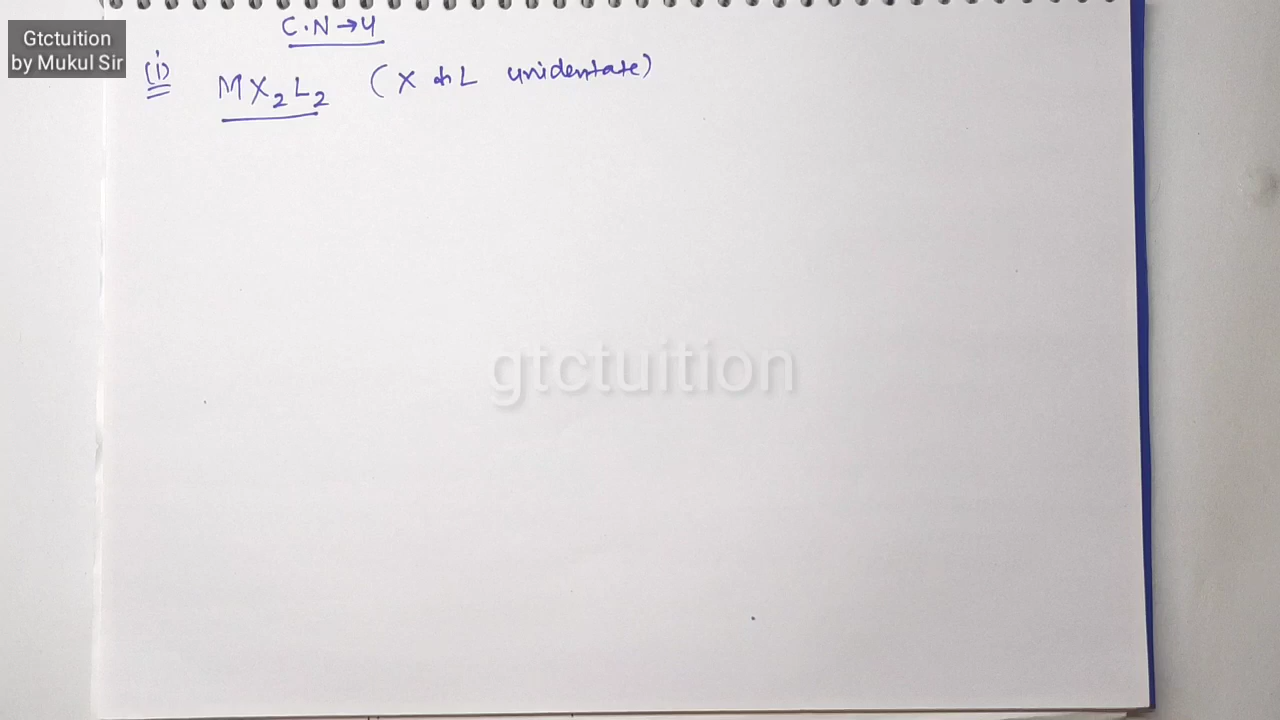 Gtctuition
by Mukul Sir
C.N → 4
(i) MX₂L₂ (X L unidentate)
gtctuition